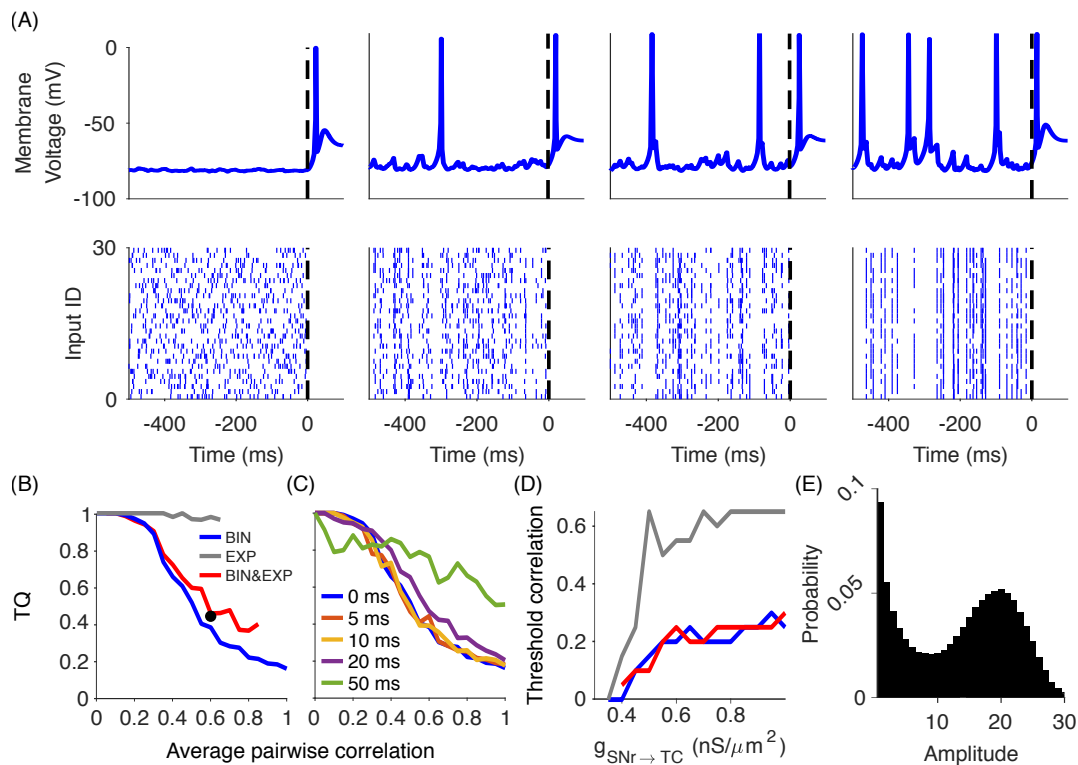 (A)
Membrane
Voltage (mV)
0
-50
-100
Input ID
30
0
-400 -200 0
-400 -200 0
-400 -200 0
-400 -200 0
Time (ms)
Time (ms)
Time (ms)
Time (ms)
(B)
TQ
1
0.8
0.6
0.4
0.2
0 0.2 0.4 0.6 0.8 1
BIN
EXP
BIN&EXP
(C)
0 ms
5 ms
10 ms
20 ms
50 ms
0 0.2 0.4 0.6 0.8 1
Average pairwise correlation
(D)
Threshold correlation
0.6
0.4
0.2
0
0.4 0.6 0.8
gSNr → TC (nS/μm2)
(E)
Probability
0.1
0.05
0
10 20 30
Amplitude